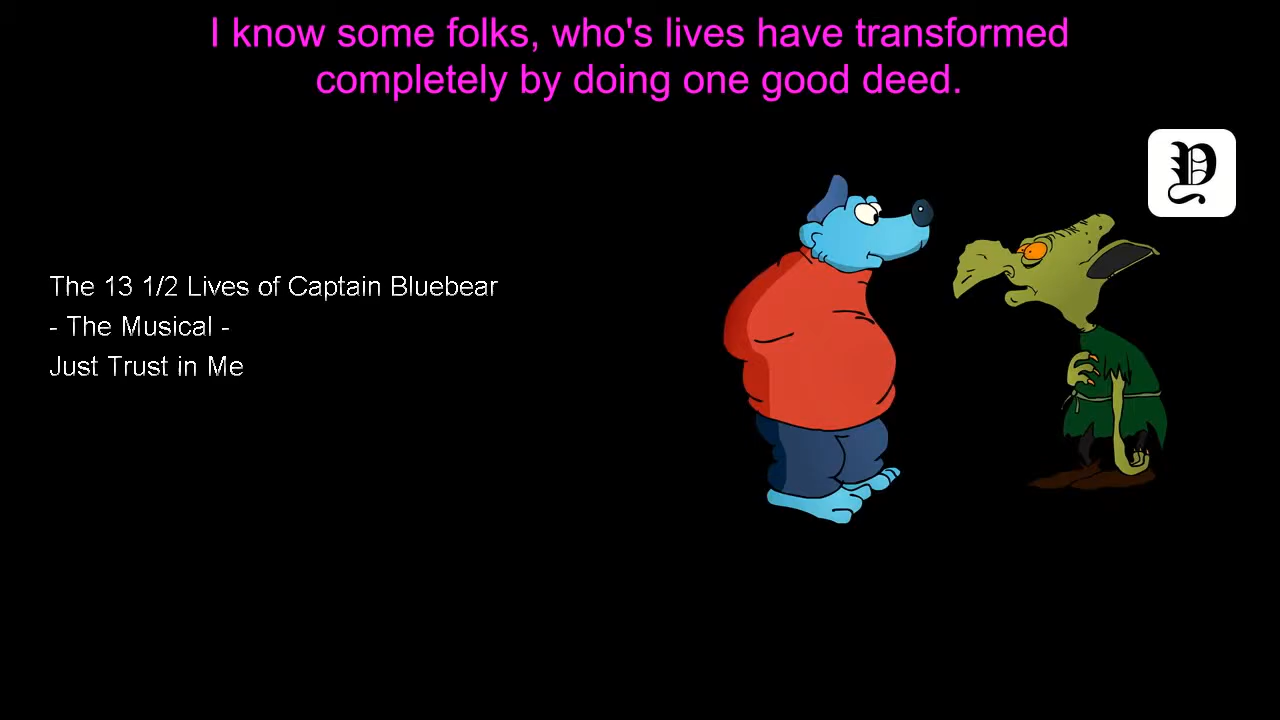 I know some folks, who's lives have transformed
completely by doing one good deed.
The 13 1/2 Lives of Captain Bluebear
- The Musical -
Just Trust in Me